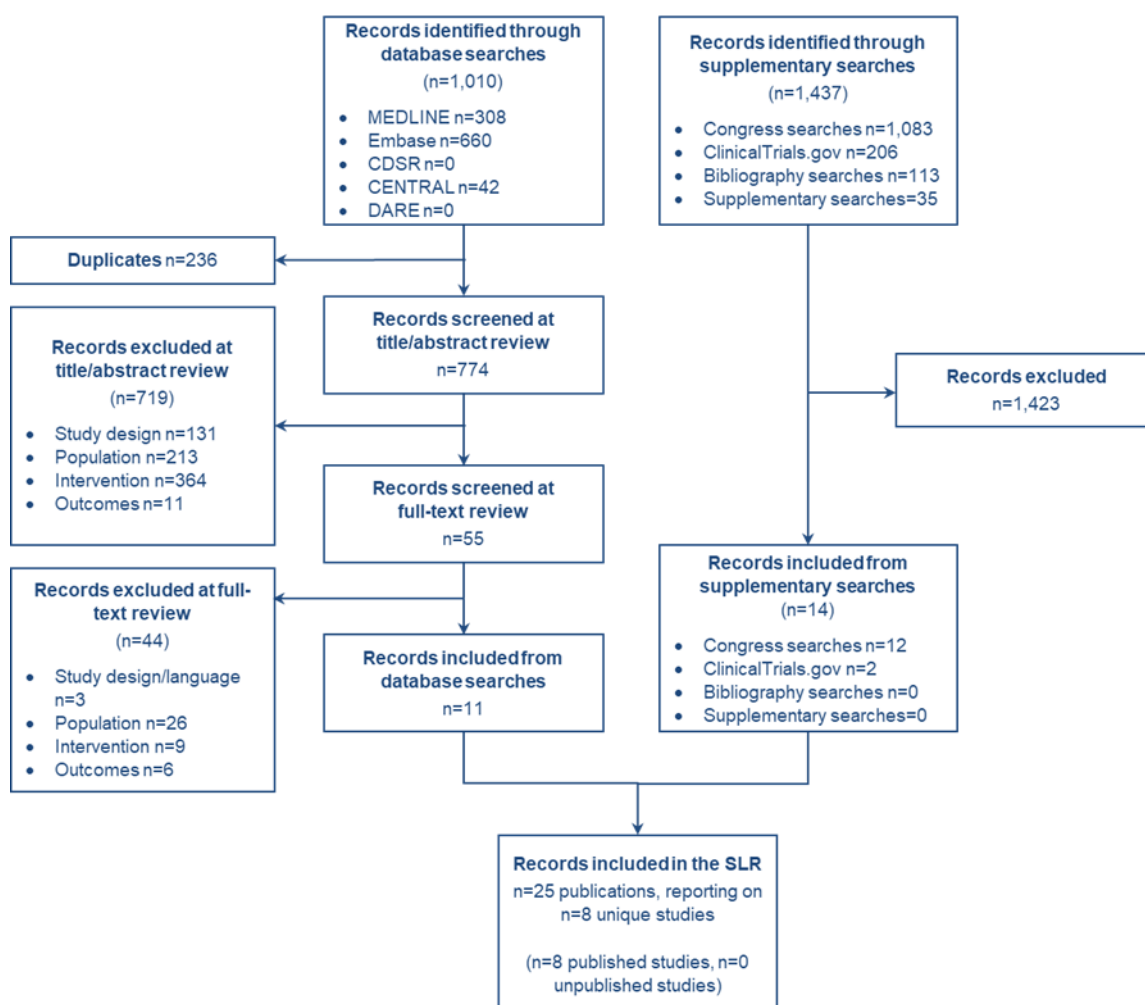 Records identified through
database searches
(n=1,010)
• MEDLINE n=308
• Embase n=660
• CDSR n=0
• CENTRAL n=42
• DARE n=0
Records identified through
supplementary searches
(n=1,437)
• Congress searches n=1,083
• ClinicalTrials.gov n=206
• Bibliography searches n=113
• Supplementary searches=35
Duplicates n=236
Records screened at
title/abstract review
n=774
Records excluded at
title/abstract review
(n=719)
• Study design n=131
• Population n=213
• Intervention n=364
• Outcomes n=11
Records excluded
n=1,423
Records screened at
full-text review
n=55
Records excluded at full-
text review
(n=44)
• Study design/language
n=3
• Population n=26
• Intervention n=9
• Outcomes n=6
Records included from
database searches
n=11
Records included from
supplementary searches
(n=14)
• Congress searches n=12
• ClinicalTrials.gov n=2
• Bibliography searches n=0
• Supplementary searches=0
Records included in the SLR
n=25 publications, reporting on
n=8 unique studies
(n=8 published studies, n=0
unpublished studies)